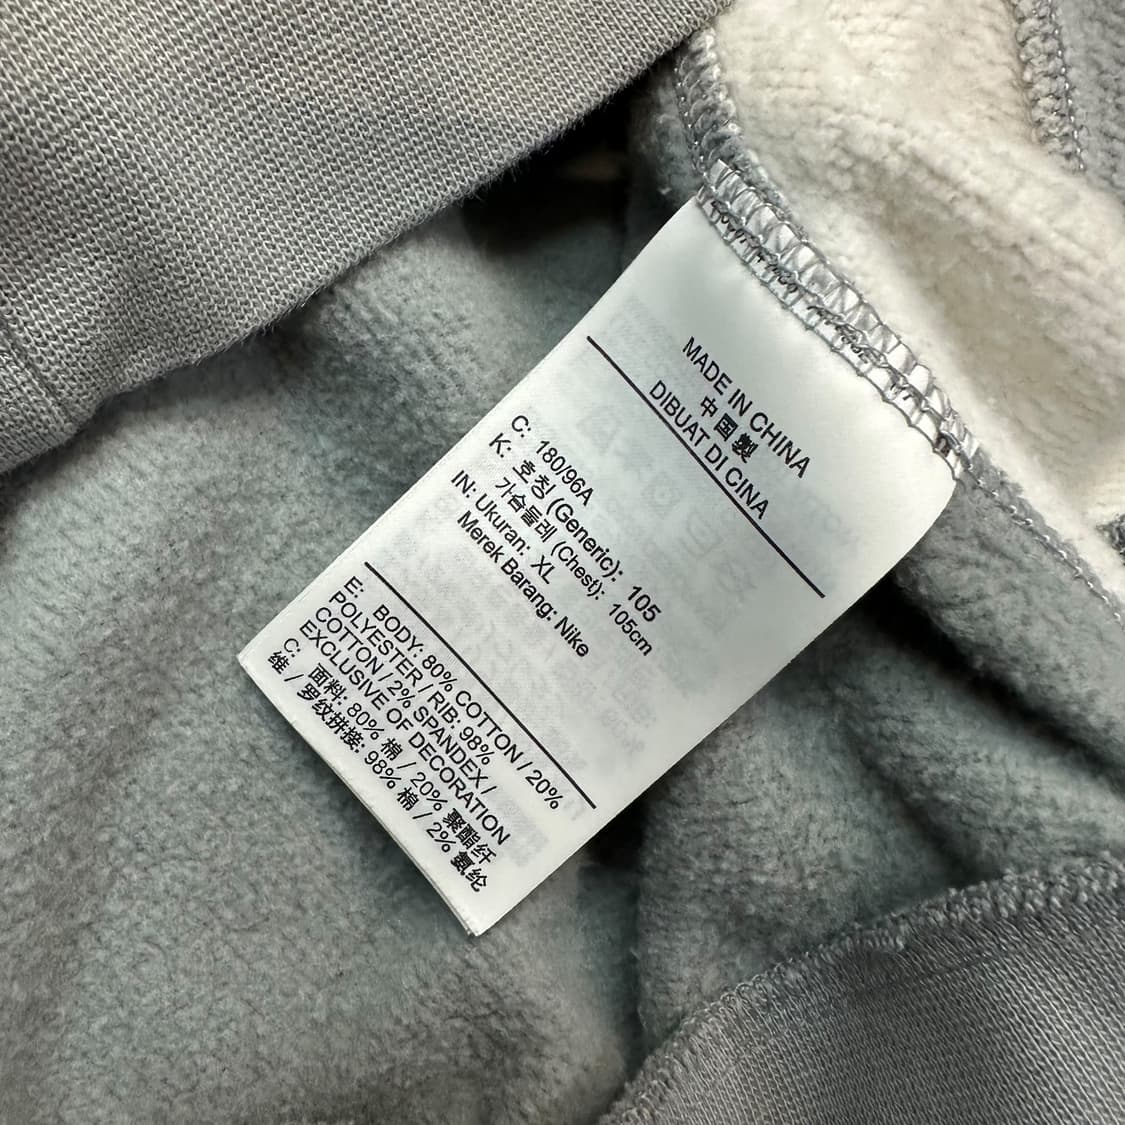 MADE IN CHINA
中国製
DIBUAT DI CINA
C: 180/96A
K: 호칭 (Generic): 105
가슴둘레 (Chest): 105cm
IN: Ukuran: XL
Merek Barang: Nike
E: BODY: 80% COTTON / 20%
POLYESTER / RIB: 98%
COTTON / 2% SPANDEX /
EXCLUSIVE OF DECORATION
C: 面料: 80% 棉 / 20% 聚酯纤
维 / 罗纹拼接: 98% 棉 / 2% 氨纶